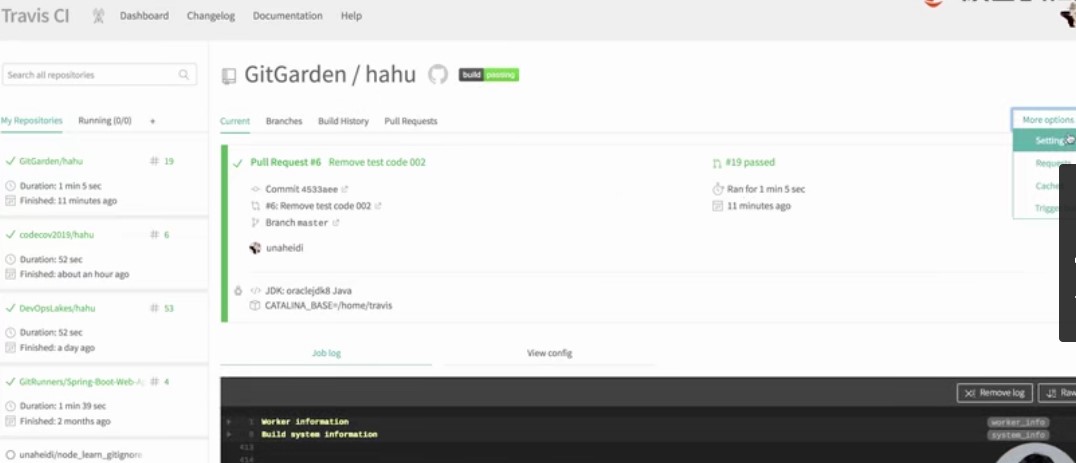 Travis CI Dashboard Changelog Documentation Help
Search all repositories
GitGarden / hahu build passing
My Repositories Running (0/0) +
Current Branches Build History Pull Requests More options
Setting
GitGarden/hahu # 19
Duration: 1 min 5 sec
Finished: 11 minutes ago
codecov2019/hahu # 6
Duration: 52 sec
Finished: about an hour ago
DevOpsLakes/hahu # 53
Duration: 52 sec
Finished: a day ago
GitRunners/Spring-Boot-Web-Ap # 4
Duration: 1 min 39 sec
Finished: 2 months ago
unaheidi/node_learn_gitignom
Pull Request #6 Remove test code 002
Commit 4533aee
#6: Remove test code 002
Branch master
unaheidi
JDK: oraclejdk8 Java
CATALINA_BASE=/home/travis
#19 passed
Ran for 1 min 5 sec
11 minutes ago
Reque
Cache
Trigge
Job log View config
Remove log Raw
Worker information worker_info
Build system information system_info
413
414